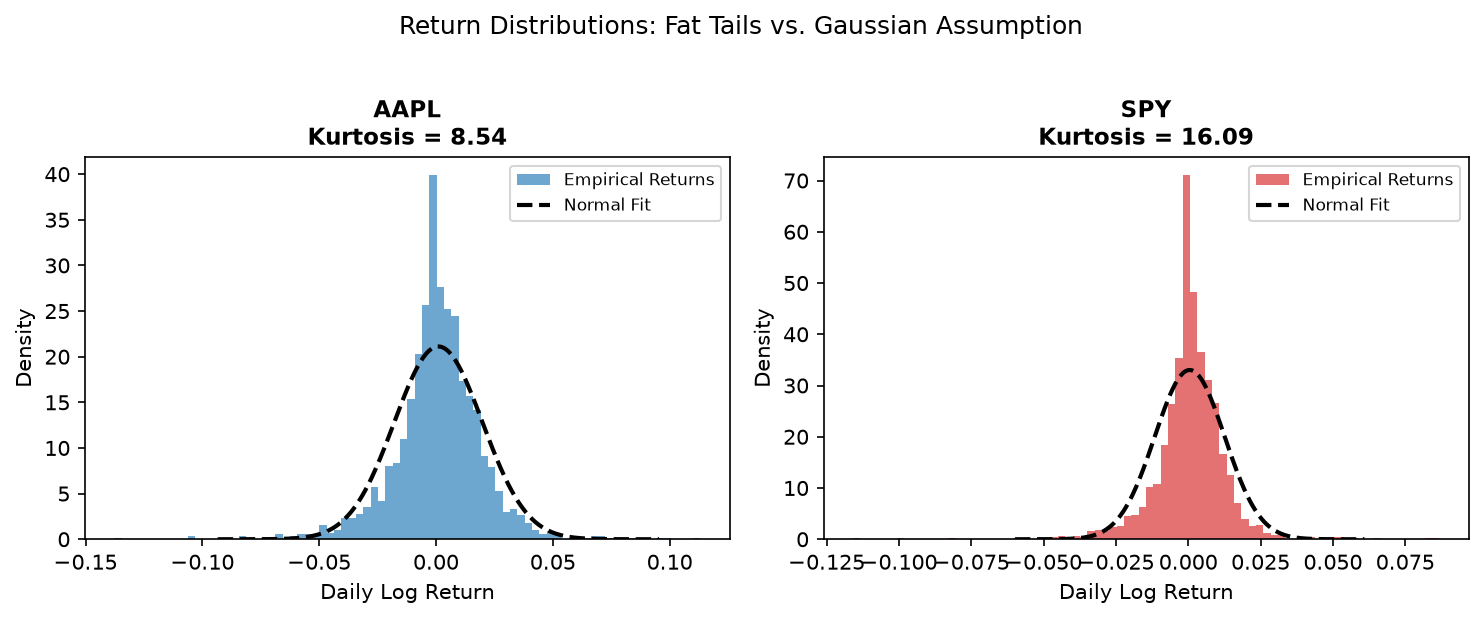 Return Distributions: Fat Tails vs. Gaussian Assumption
AAPL
Kurtosis = 8.54
Empirical Returns
Normal Fit
40
35
30
25
20
15
10
5
0
Density
−0.15 −0.10 −0.05 0.00 0.05 0.10
Daily Log Return
SPY
Kurtosis = 16.09
Empirical Returns
Normal Fit
70
60
50
40
30
20
10
0
Density
−0.125 −0.100 −0.075 −0.050 −0.025 0.000 0.025 0.050 0.075
Daily Log Return